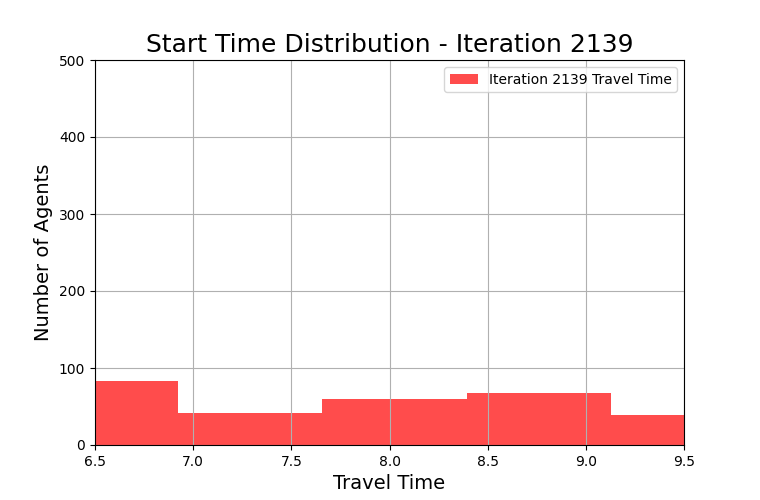 Start Time Distribution - Iteration 2139
Iteration 2139 Travel Time
Number of Agents
500
400
300
200
100
0
6.5 7.0 7.5 8.0 8.5 9.0 9.5
Travel Time